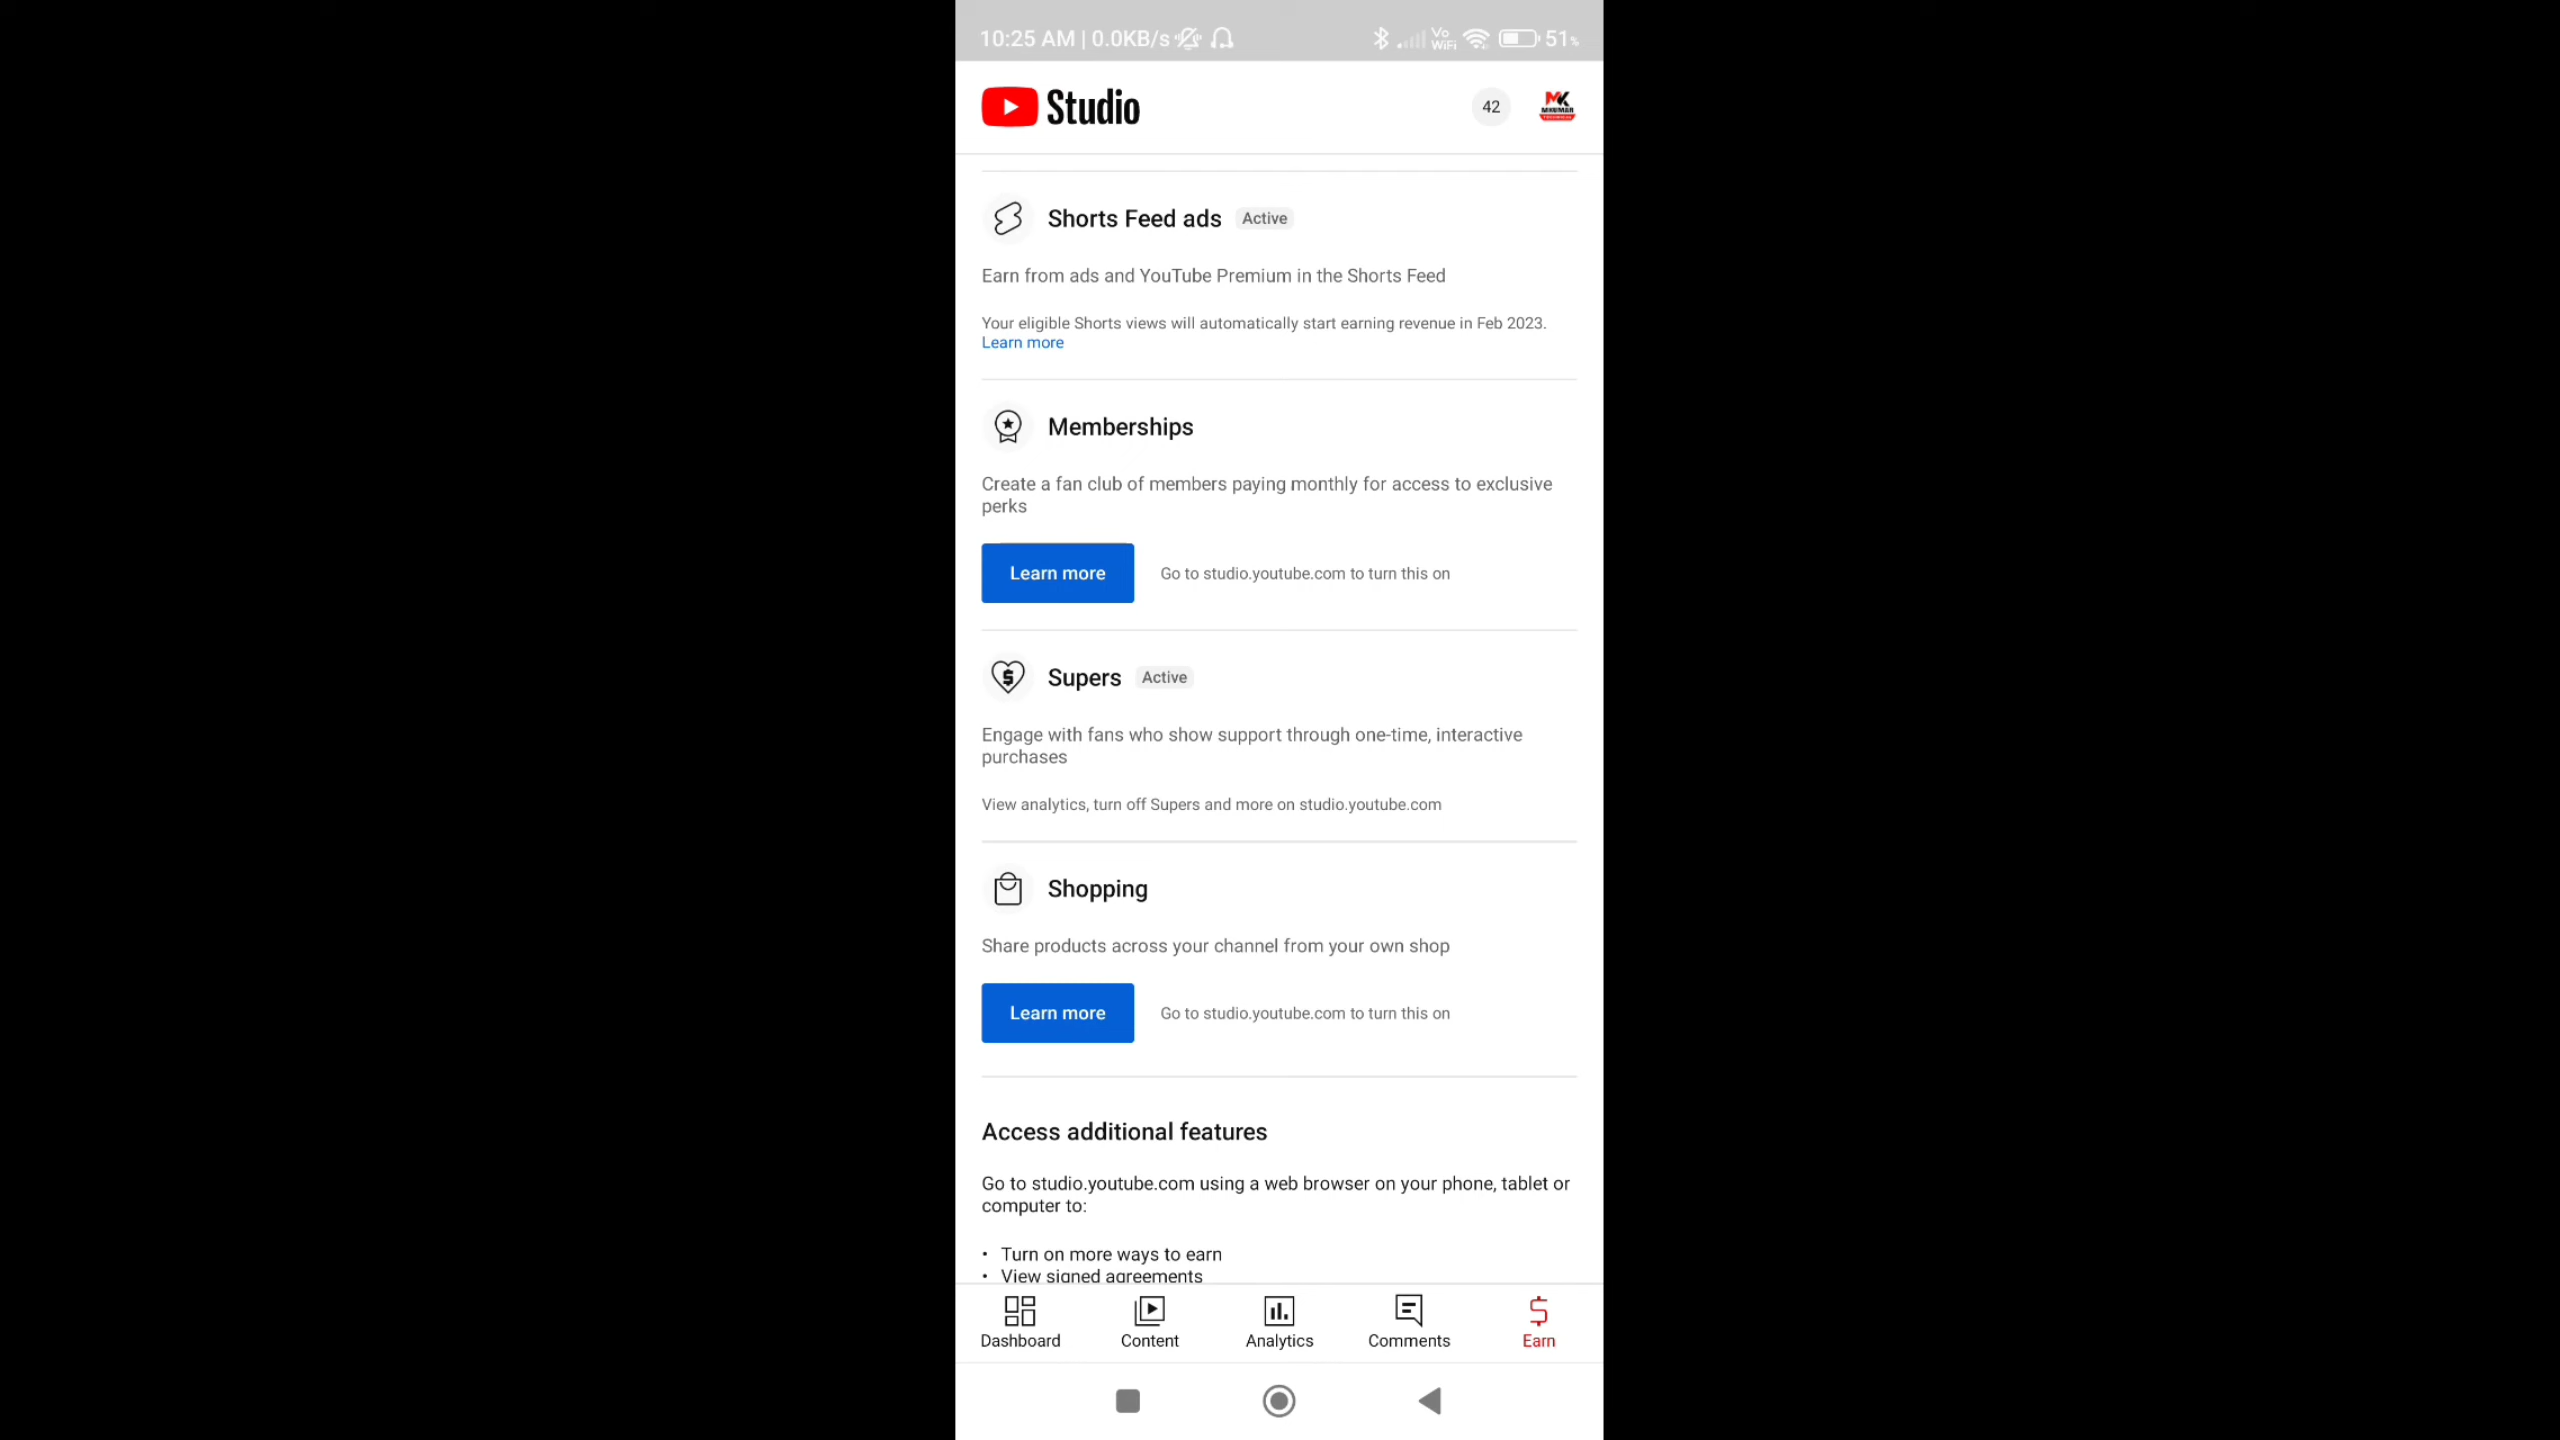 10:25 AM | 0.0KB/s Vo WiFi 51%
Studio 42 MK MKUMAR
Shorts Feed ads Active
Earn from ads and YouTube Premium in the Shorts Feed
Your eligible Shorts views will automatically start earning revenue in Feb 2023.
Learn more
Memberships
Create a fan club of members paying monthly for access to exclusive
perks
Learn more Go to studio.youtube.com to turn this on
Supers Active
Engage with fans who show support through one-time, interactive
purchases
View analytics, turn off Supers and more on studio.youtube.com
Shopping
Share products across your channel from your own shop
Learn more Go to studio.youtube.com to turn this on
Access additional features
Go to studio.youtube.com using a web browser on your phone, tablet or
computer to:
• Turn on more ways to earn
• View signed agreements
Dashboard Content Analytics Comments Earn